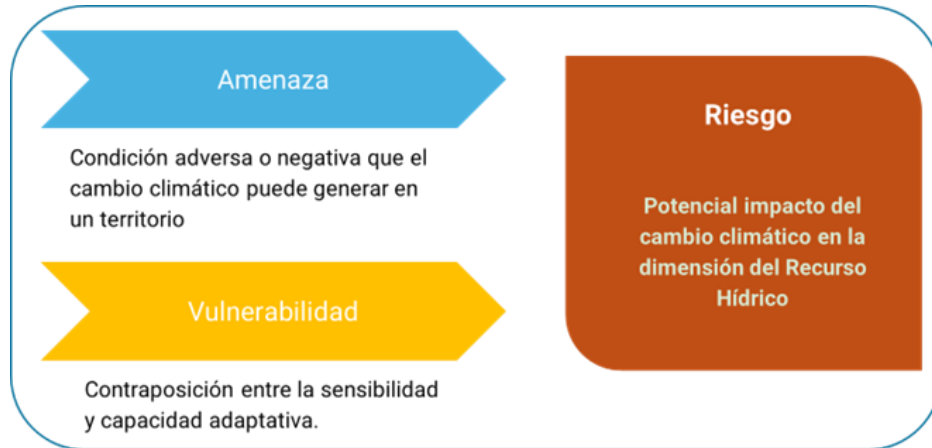 Amenaza
Condición adversa o negativa que el
cambio climático puede generar en
un territorio
Vulnerabilidad
Contraposición entre la sensibilidad
y capacidad adaptativa.
Riesgo
Potencial impacto del
cambio climático en la
dimensión del Recurso
Hídrico